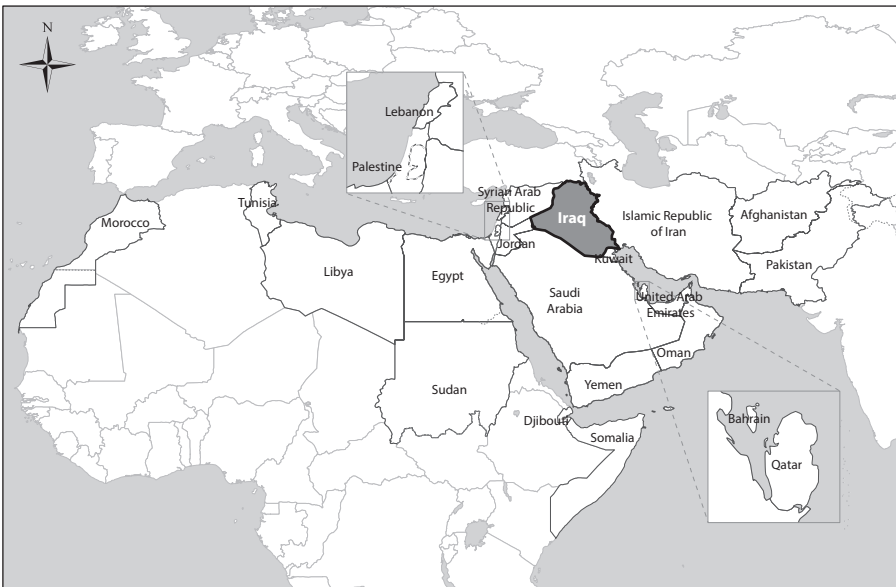 N
Lebanon
Palestine
Syrian Arab
Republic
Iraq
Islamic Republic
of Iran
Afghanistan
Tunisia
Morocco
Jordan
Kuwait
Pakistan
Libya
Egypt
Saudi
Arabia
United Arab
Emirates
Oman
Sudan
Yemen
Djibouti
Somalia
Bahrain
Qatar